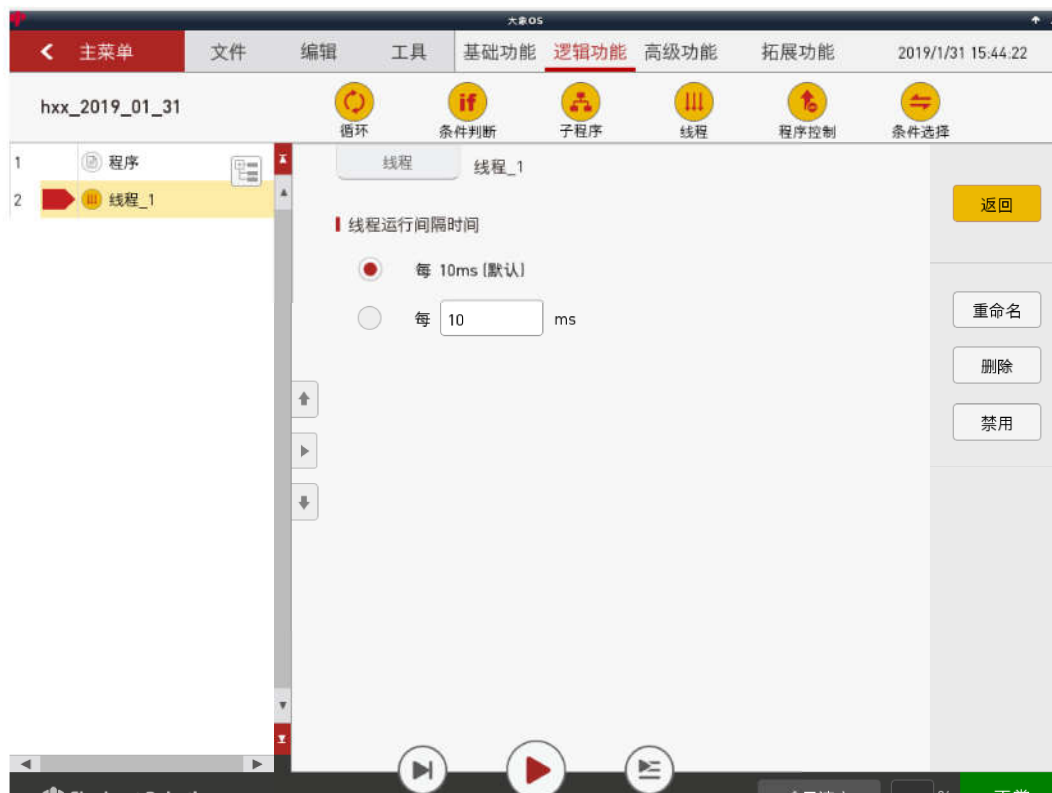 大象OS
主菜单 文件 编辑 工具 基础功能 逻辑功能 高级功能 拓展功能 2019/1/31 15:44:22
hxx_2019_01_31
if
循环 条件判断 子程序 线程 程序控制 条件选择
1 程序
2 线程_1
线程 线程_1
返回
线程运行间隔时间
每 10ms (默认)
每 10 ms
重命名
删除
禁用
%